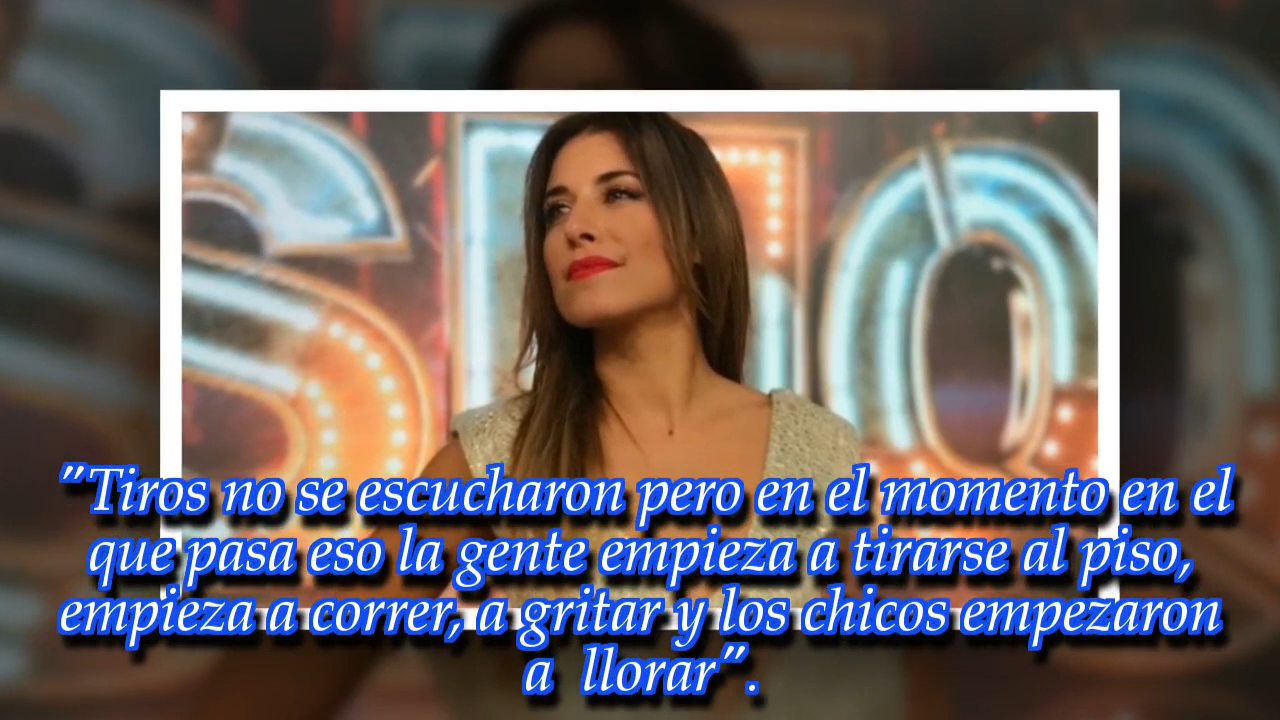 SHO
"Tiros no se escucharon pero en el momento en el
que pasa eso la gente empieza a tirarse al piso,
empieza a correr, a gritar y los chicos empezaron
a llorar".